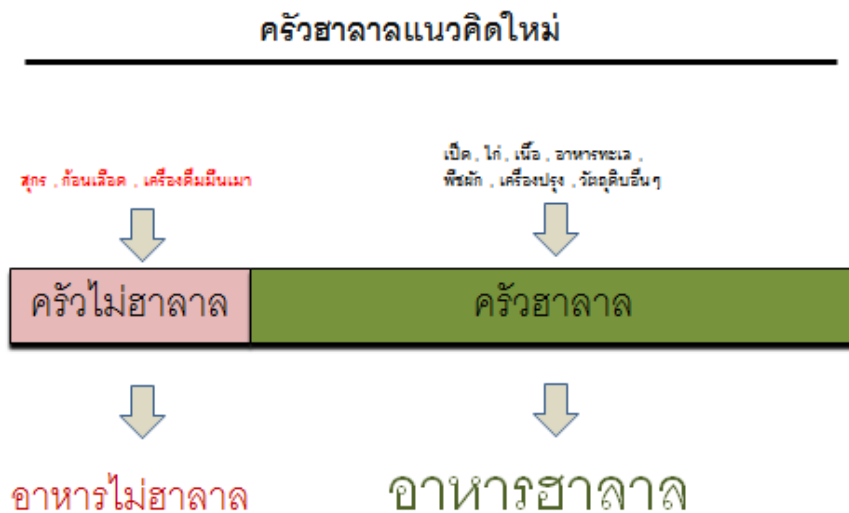 ครัวฮาลาลแนวคิดใหม่
สุกร , ก้อนเลือด , เครื่องดื่มมึนเมา
เป็ด , ไก่ , เนื้อ , อาหารทะเล ,
พืชผัก , เครื่องปรุง , วัตถุดิบอื่นๆ
ครัวไม่ฮาลาล
ครัวฮาลาล
อาหารไม่ฮาลาล
อาหารฮาลาล